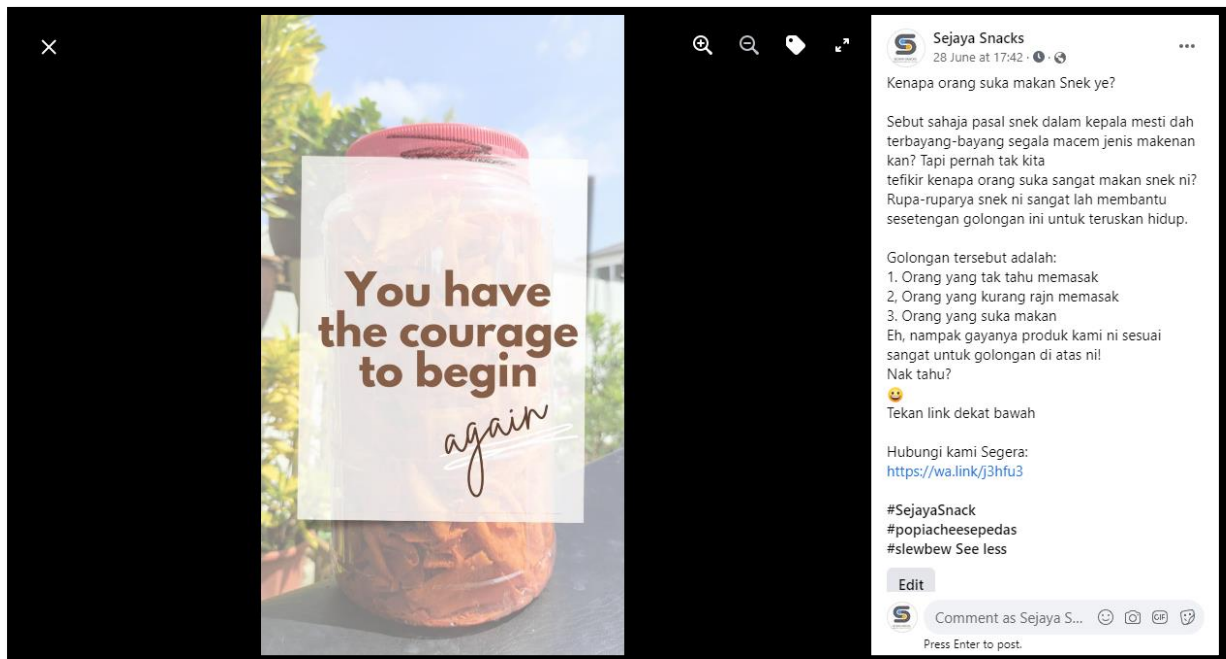 You have
the courage
to begin
again
Sejaya Snacks
28 June at 17:42
Kenapa orang suka makan Snek ye?
Sebut sahaja pasal snek dalam kepala mesti dah
terbayang-bayang segala macem jenis makenan
kan? Tapi pernah tak kita
tefikir kenapa orang suka sangat makan snek ni?
Rupa-ruparya snek ni sangat lah membantu
sesetengan golongan ini untuk teruskan hidup.
Golongan tersebut adalah:
1. Orang yang tak tahu memasak
2, Orang yang kurang rajn memasak
3. Orang yang suka makan
Eh, nampak gayanya produk kami ni sesuai
sangat untuk golongan di atas ni!
Nak tahu?
😀
Tekan link dekat bawah
Hubungi kami Segera:
https://wa.link/j3hfu3
#SejayaSnack
#popiacheesepedas
#slewbew See less
Edit
Comment as Sejaya S...
GIF
Press Enter to post.